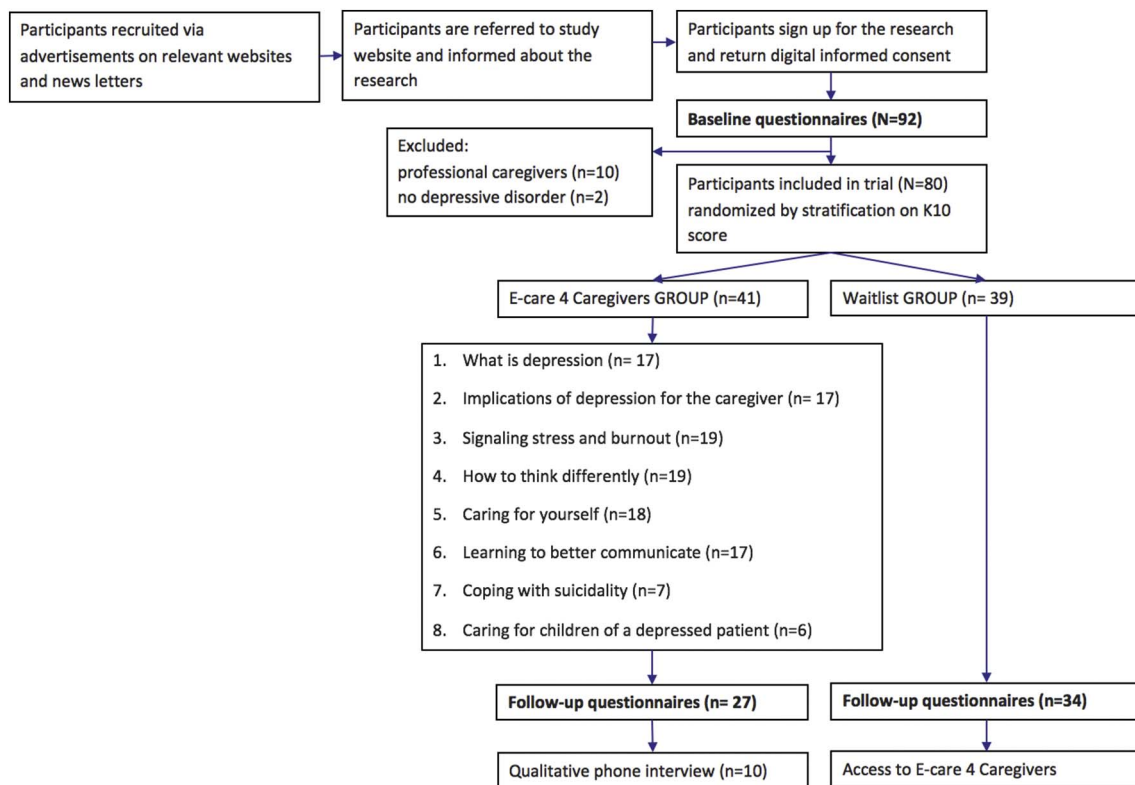 Participants recruited via
advertisements on relevant websites
and news letters
Participants are referred to study
website and informed about the
research
Participants sign up for the research
and return digital informed consent
Baseline questionnaires (N=92)
Excluded:
professional caregivers (n=10)
no depressive disorder (n=2)
Participants included in trial (N=80)
randomized by stratification on K10
score
E-care 4 Caregivers GROUP (n=41)
Waitlist GROUP (n= 39)
1. What is depression (n= 17)
2. Implications of depression for the caregiver (n= 17)
3. Signaling stress and burnout (n=19)
4. How to think differently (n=19)
5. Caring for yourself (n=18)
6. Learning to better communicate (n=17)
7. Coping with suicidality (n=7)
8. Caring for children of a depressed patient (n=6)
Follow-up questionnaires (n= 27)
Follow-up questionnaires (n=34)
Qualitative phone interview (n=10)
Access to E-care 4 Caregivers